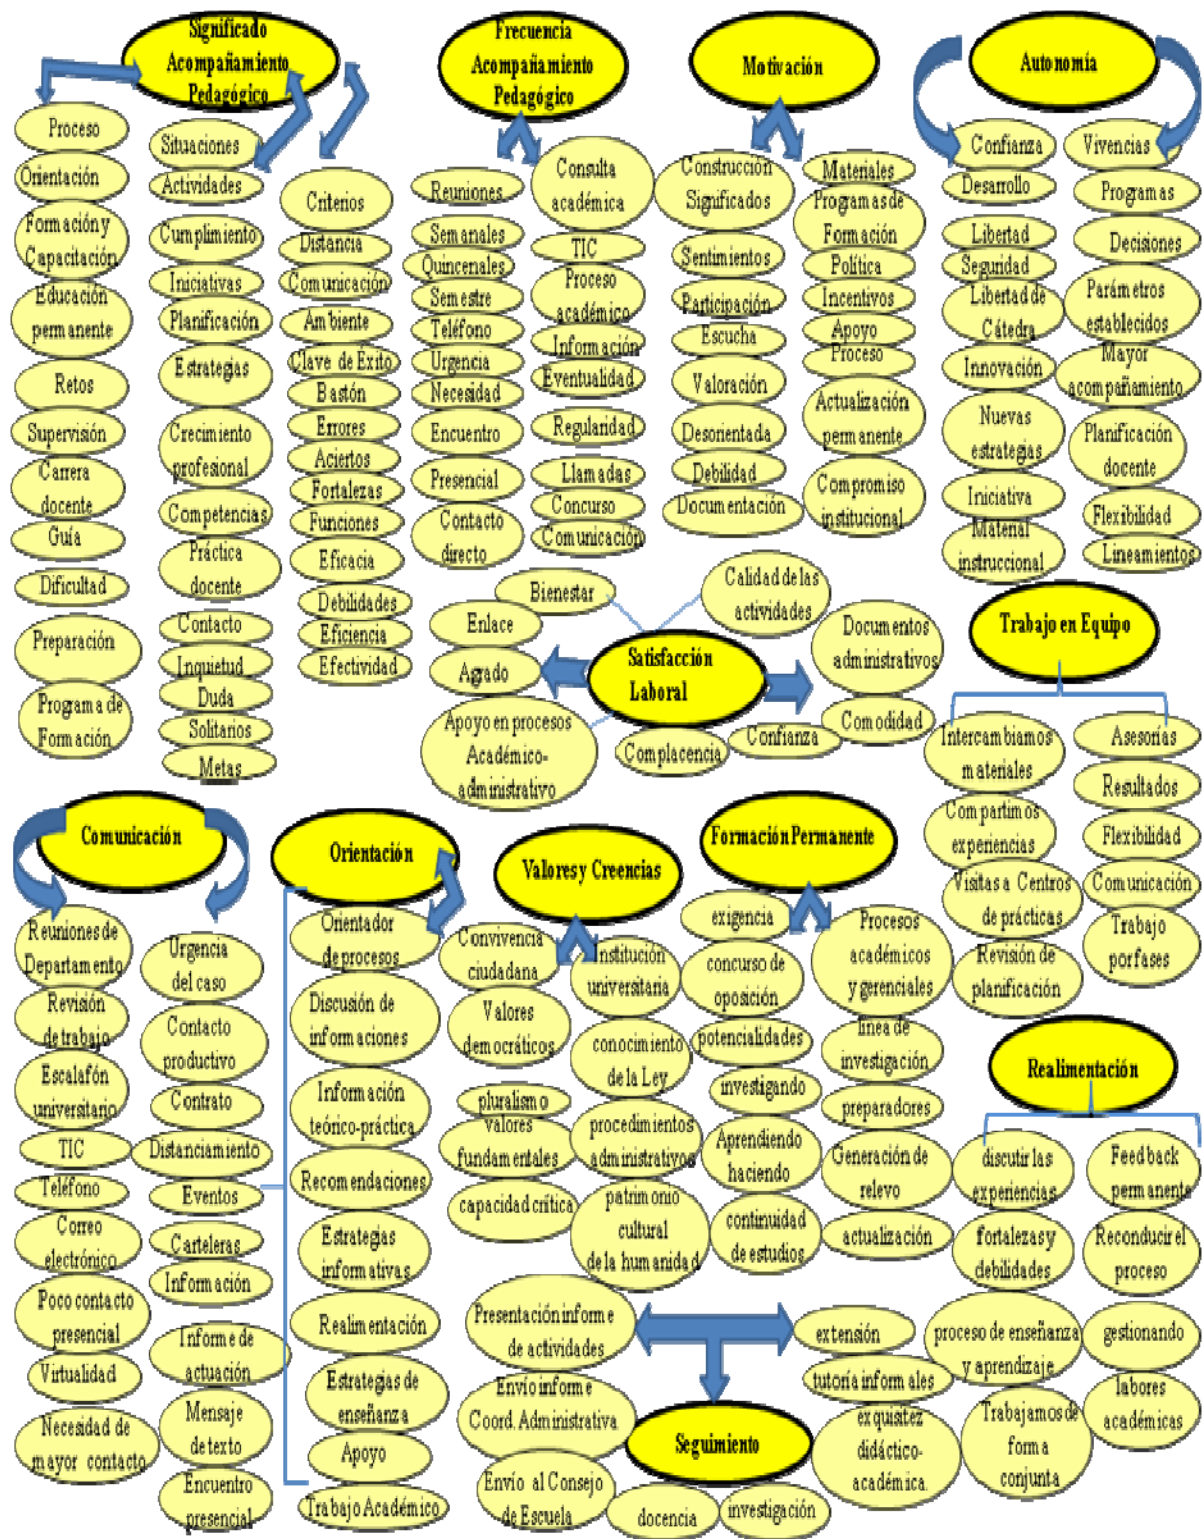 Significado
Acompañamiento
Pedagógico
Proceso
Orientación
Formación y
Capacitación
Educación
permanente
Retos
Supervisión
Carrera
docente
Guía
Dificultad
Preparación
Programa de
Formación
Situaciones
Actividades
Cumplimiento
Iniciativas
Planificación
Estrategias
Crecimiento
profesional
Competencias
Práctica
docente
Contacto
Inquietud
Duda
Solitarios
Metas
Criterios
Distancia
Comunicación
Ambiente
Clave de Éxito
Bastón
Errores
Aciertos
Fortalezas
Funciones
Eficacia
Debilidades
Eficiencia
Efectividad
Frecuencia
Acompañamiento
Pedagógico
Reuniones
Semanales
Quincenales
Semestre
Teléfono
Urgencia
Necesidad
Encuentro
Presencial
Contacto
directo
Consulta
académica
TIC
Proceso
académico
Información
Eventualidad
Regularidad
Llamadas
Concurso
Comunicación
Motivación
Construcción
Significados
Sentimientos
Participación
Escucha
Valoración
Desorientada
Debilidad
Documentación
Materiales
Programas de
Formación
Política
Incentivos
Apoyo
Proceso
Actualización
permanente
Compromiso
institucional
Autonomía
Confianza
Desarrollo
Libertad
Seguridad
Libertad de
Cátedra
Innovación
Nuevas
estrategias
Iniciativa
Material
instruccional
Vivencias
Programas
Decisiones
Parámetros
establecidos
Mayor
acompañamiento
Planificación
docente
Flexibilidad
Lineamientos
Satisfacción
Laboral
Bienestar
Enlace
Agrado
Apoyo en procesos
Académico-
administrativo
Complacencia
Confianza
Comodidad
Documentos
administrativos
Calidad de las
actividades
Trabajo en Equipo
Intercambiamos
materiales
Compartimos
experiencias
Visitas a Centros
de prácticas
Revisión de
planificación
Asesorías
Resultados
Flexibilidad
Comunicación
Trabajo
por fases
Comunicación
Reuniones de
Departamento
Revisión
de trabajo
Escalafón
universitario
TIC
Teléfono
Correo
electrónico
Poco contacto
presencial
Virtualidad
Necesidad de
mayor contacto
Urgencia
del caso
Contacto
productivo
Contrato
Distanciamiento
Eventos
Carteleras
Información
Informe de
actuación
Mensaje
de texto
Encuentro
presencial
Orientación
Orientador
de procesos
Discusión de
informaciones
Información
teórico-práctica
Recomendaciones
Estrategias
informativas
Realimentación
Estrategias de
enseñanza
Apoyo
Trabajo Académico
Valores y Creencias
Convivencia
ciudadana
Valores
democráticos
pluralismo
valores
fundamentales
capacidad crítica
Institución
universitaria
conocimiento
de la Ley
procedimientos
administrativos
patrimonio
cultural
de la humanidad
Formación Permanente
exigencia
concurso de
oposición
potencialidades
investigando
Aprendiendo
haciendo
continuidad
de estudios
Procesos
académicos
y gerenciales
línea de
investigación
preparadores
Generación de
relevo
actualización
Realimentación
discutir las
experiencias
fortalezas y
debilidades
proceso de enseñanza
y aprendizaje
Trabajamos de
forma
conjunta
Feedback
permanente
Reconducir el
proceso
gestionando
labores
académicas
Seguimiento
Presentación informe
de actividades
Envío informe
Coord. Administrativa
Envío al Consejo
de Escuela
docencia
investigación
extensión
tutoría informales
exquisitez
didáctico-
académica.